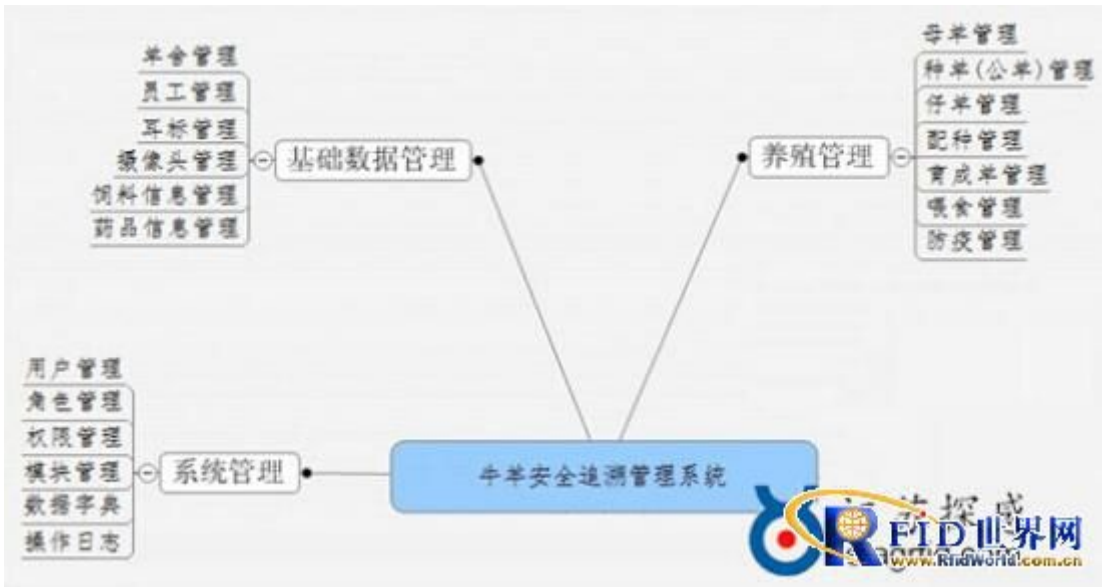 羊舍管理
员工管理
耳标管理
摄像头管理
饲料信息管理
药品信息管理
基础数据管理
母羊管理
种羊(公羊)管理
仔羊管理
配种管理
育成羊管理
喂食管理
防疫管理
养殖管理
用户管理
角色管理
权限管理
模块管理
数据字典
操作日志
系统管理
牛羊安全追溯管理系统
探感
RFID世界网
www.RfidWorld.com.cn